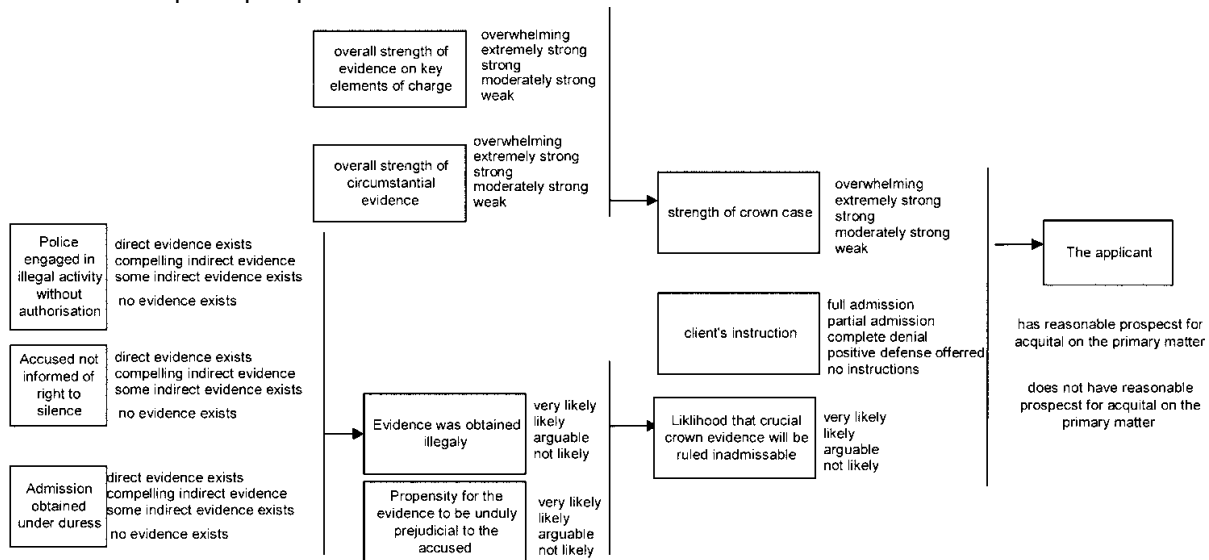 overall strength of
evidence on key
elements of charge
overwhelming
extremely strong
strong
moderately strong
weak
overall strength of
circumstantial
evidence
overwhelming
extremely strong
strong
moderately strong
weak
Police
engaged in
illegal activity
without
authorisation
direct evidence exists
compelling indirect evidence
some indirect evidence exists
no evidence exists
Accused not
informed of
right to
silence
direct evidence exists
compelling indirect evidence
some indirect evidence exists
no evidence exists
Admission
obtained
under duress
direct evidence exists
compelling indirect evidence
some indirect evidence exists
no evidence exists
Evidence was obtained
illegaly
very likely
likely
arguable
not likely
Propensity for the
evidence to be unduly
prejudicial to the
accused
very likely
likely
arguable
not likely
strength of crown case
overwhelming
extremely strong
strong
moderately strong
weak
client's instruction
full admission
partial admission
complete denial
positive defense offerred
no instructions
Liklihood that crucial
crown evidence will be
ruled inadmissable
very likely
likely
arguable
not likely
The applicant
has reasonable prospecst for
acquital on the primary matter
does not have reasonable
prospecst for acquital on the
primary matter